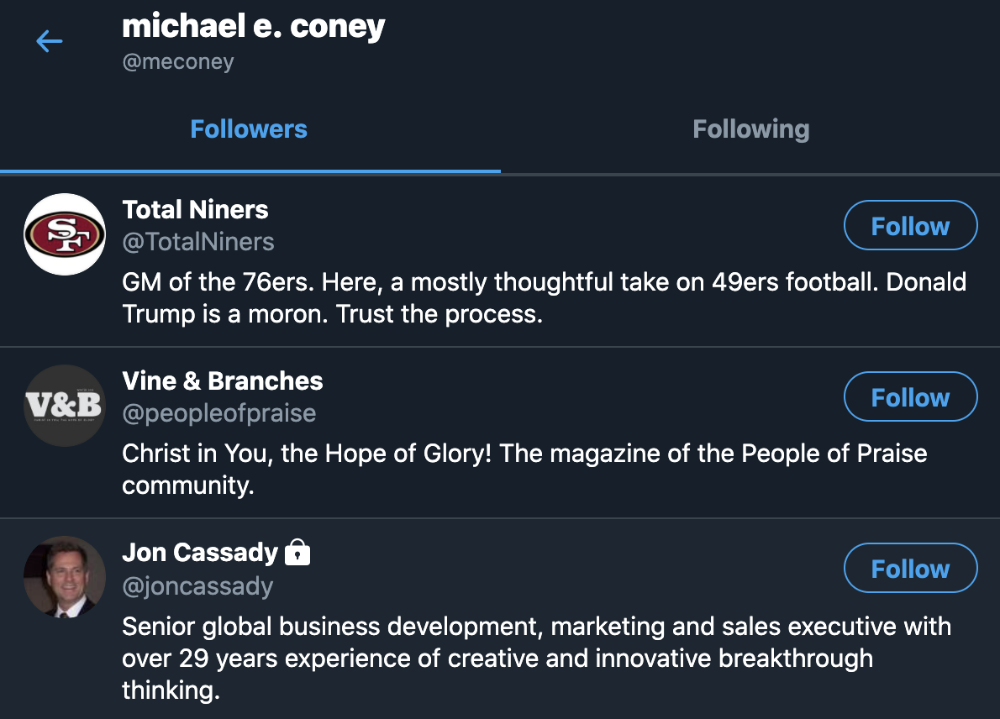 michael e. coney
@meconey
Followers
Following
SF
Total Niners
@TotalNiners
Follow
GM of the 76ers. Here, a mostly thoughtful take on 49ers football. Donald
Trump is a moron. Trust the process.
V&B
Vine & Branches
@peopleofpraise
Follow
Christ in You, the Hope of Glory! The magazine of the People of Praise
community.
Jon Cassady
@joncassady
Follow
Senior global business development, marketing and sales executive with
over 29 years experience of creative and innovative breakthrough
thinking.